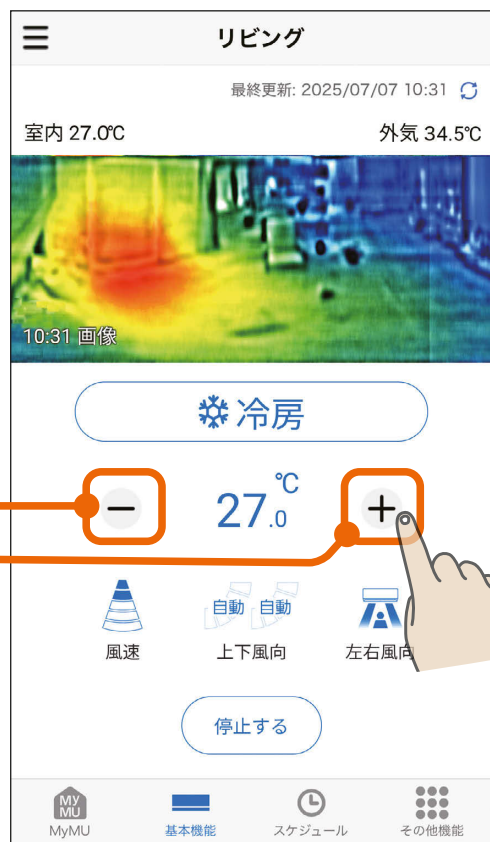 リビング
最終更新: 2025/07/07 10:31
室内 27.0℃ 外気 34.5℃
10:31 画像
冷房
− 27.0℃ +
自動 自動
風速 上下風向 左右風向
停止する
MY MU
MyMU 基本機能 スケジュール その他機能